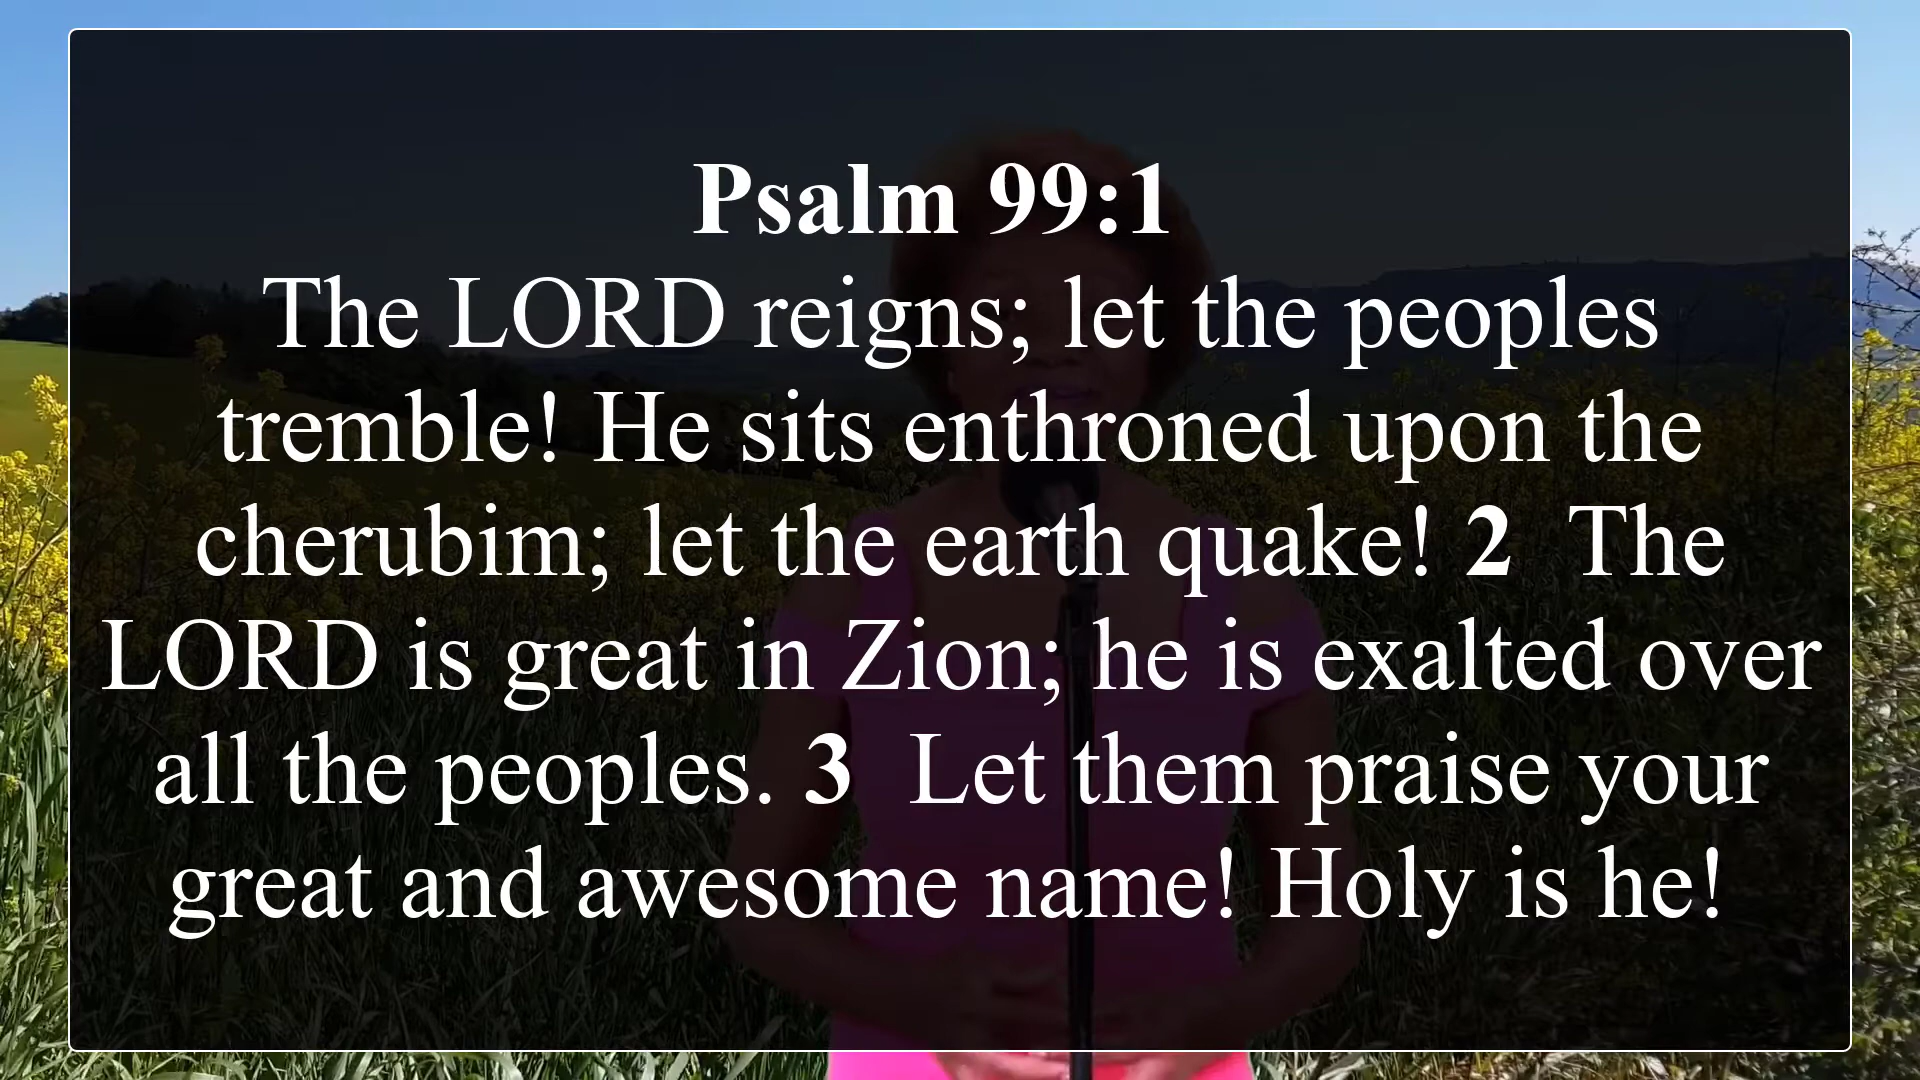 Psalm 99:1
The LORD reigns; let the peoples
tremble! He sits enthroned upon the
cherubim; let the earth quake! 2 The
LORD is great in Zion; he is exalted over
all the peoples. 3 Let them praise your
great and awesome name! Holy is he!